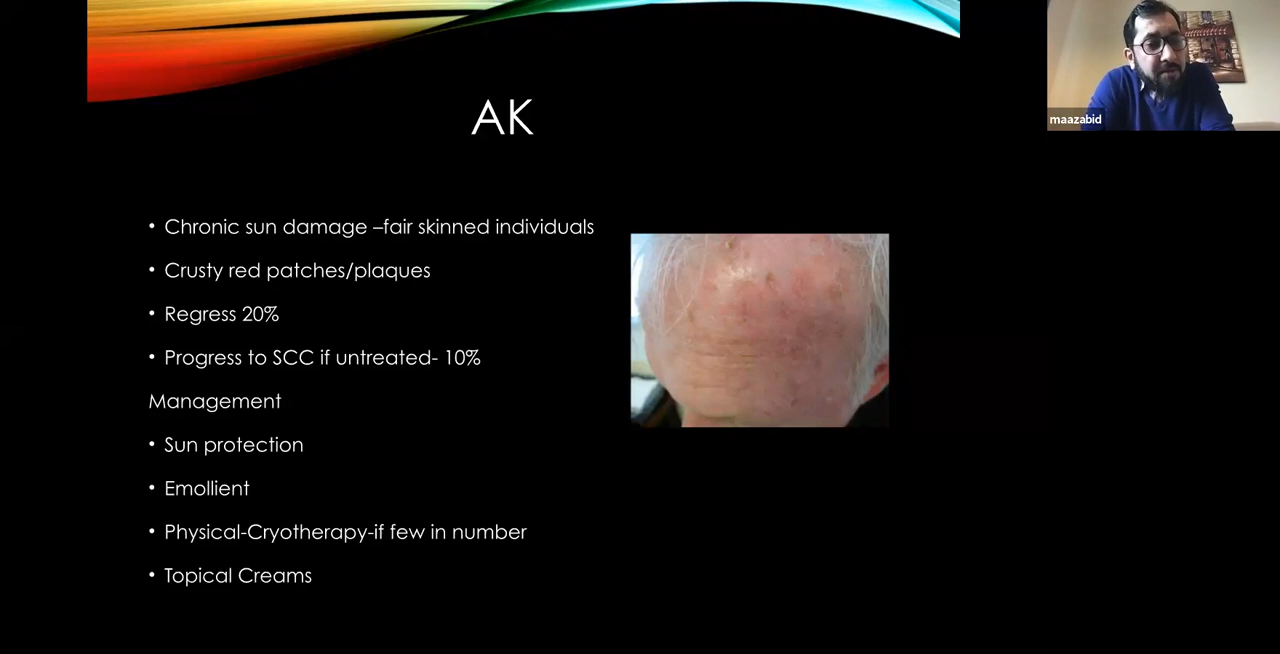 AK
• Chronic sun damage –fair skinned individuals
• Crusty red patches/plaques
• Regress 20%
• Progress to SCC if untreated- 10%
Management
• Sun protection
• Emollient
• Physical-Cryotherapy-if few in number
• Topical Creams
maazabid